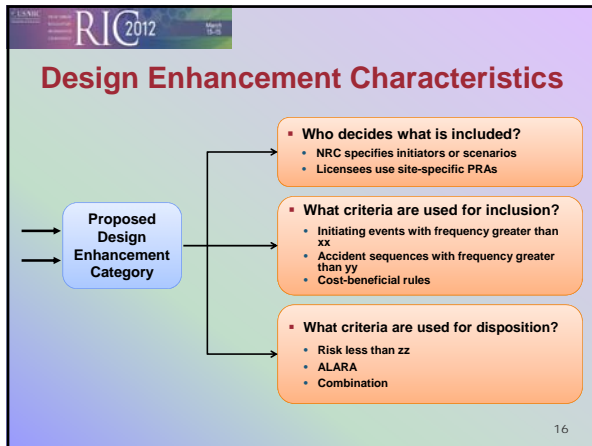 RIC 2012
March
13-15
Design Enhancement Characteristics
▪ Who decides what is included?
• NRC specifies initiators or scenarios
• Licensees use site-specific PRAs
Proposed
Design
Enhancement
Category
▪ What criteria are used for inclusion?
• Initiating events with frequency greater than
xx
• Accident sequences with frequency greater
than yy
• Cost-beneficial rules
▪ What criteria are used for disposition?
• Risk less than zz
• ALARA
• Combination
16